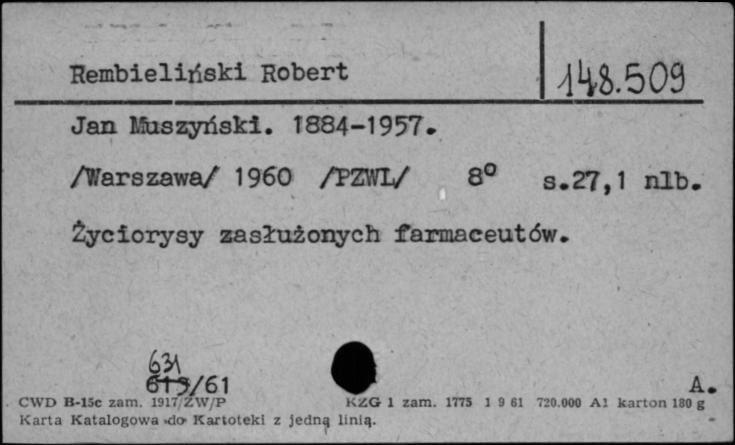 Rembieliński Robert
148.509
Jan Muszyński. 1884-1957.
/Warszawa/ 1960 /PZWL/ 8° s.27,1 nlb.
Życiorysy zasłużonych farmaceutów.
631
613/61
A.
CWD B-15c zam. 1917/ZW/P KZG 1 zam. 1775 1 9 61 720.000 A1 karton 180 g
Karta Katalogowa do Kartoteki z jedną linią.